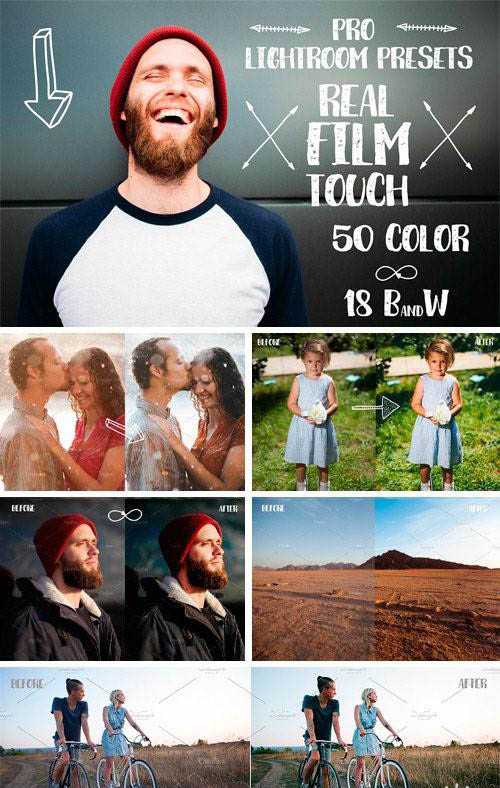 PRO
LIGHTROOM PRESETS
REAL
FILM
TOUCH
50 COLOR
18 BANDW
BEFORE
AFTER
BEFORE
AFTER
BEFORE
AFTER
BEFORE
AFTER